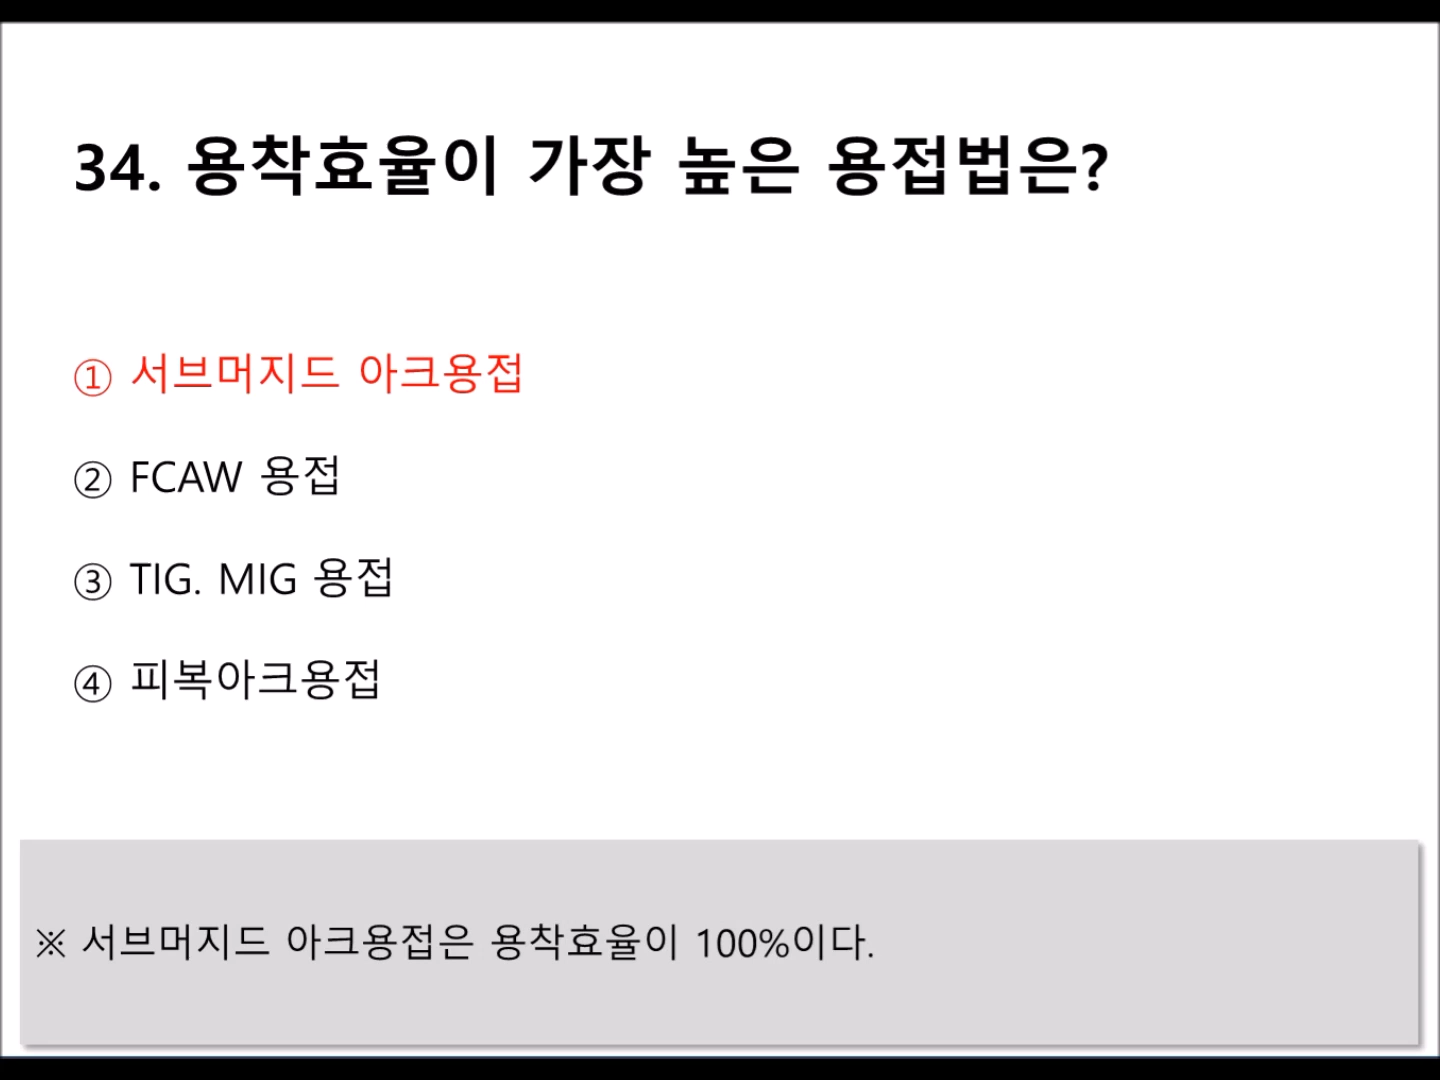 34. 용착효율이 가장 높은 용접법은?
① 서브머지드 아크용접
② FCAW 용접
③ TIG. MIG 용접
④ 피복아크용접
※ 서브머지드 아크용접은 용착효율이 100%이다.